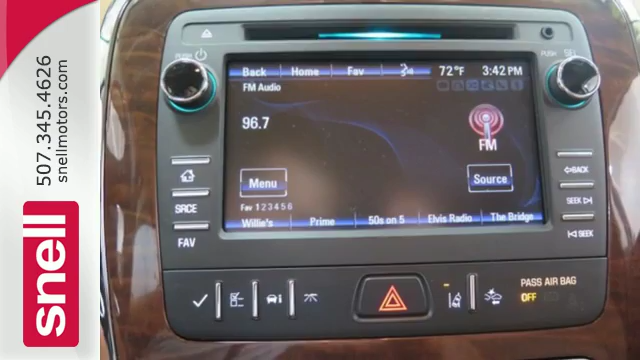 507.345.4626
snellmotors.com
snell
PUSH
PUSH SEL
Back Home Fav 72°F 3:42 PM
FM Audio
96.7
FM
Menu
Source
Fav 1 2 3 4 5 6
Willie's Prime 50s on 5 Elvis Radio The Bridge
SRCE
FAV
BACK
SEEK
SEEK
PASS AIR BAG
OFF